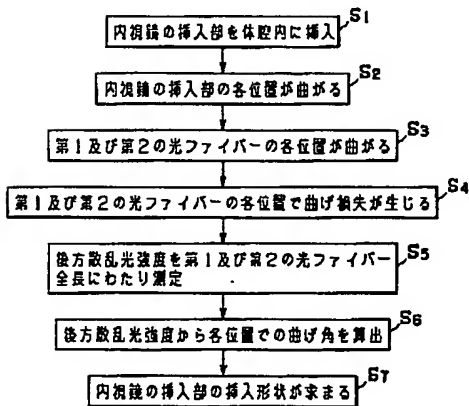 S1
内視鏡の挿入部を体腔内に挿入
S2
内視鏡の挿入部の各位置が曲がる
S3
第1及び第2の光ファイバーの各位置が曲がる
S4
第1及び第2の光ファイバーの各位置で曲げ損失が生じる
S5
後方散乱光強度を第1及び第2の光ファイバー
全長にわたり測定
S6
後方散乱光強度から各位置での曲げ角を算出
S7
内視鏡の挿入部の挿入形状が求まる